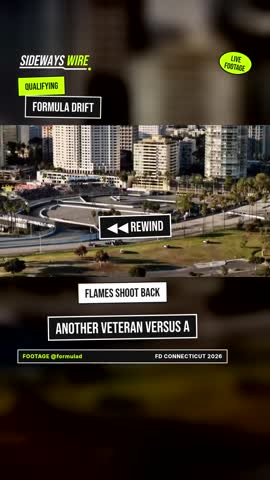 SIDEWAYS WIRE.
LIVE
FOOTAGE
QUALIFYING
FORMULA DRIFT
REWIND
FLAMES SHOOT BACK
ANOTHER VETERAN VERSUS A
FOOTAGE @formulad
FD CONNECTICUT 2026